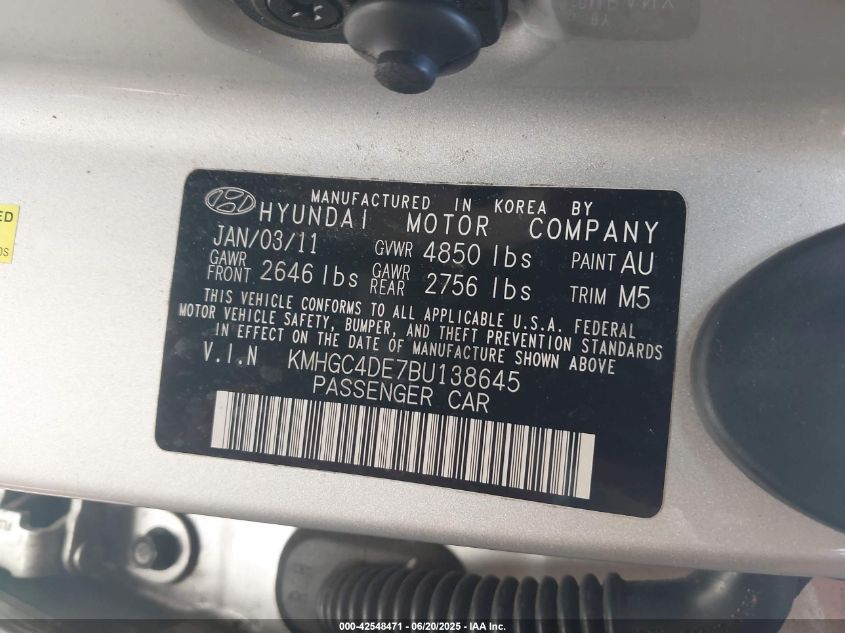 MANUFACTURED IN KOREA BY
HYUNDAI MOTOR COMPANY
JAN/03/11 GVWR 4850 lbs PAINT AU
GAWR FRONT 2646 lbs GAWR REAR 2756 lbs TRIM M5
THIS VEHICLE CONFORMS TO ALL APPLICABLE U.S.A. FEDERAL
MOTOR VEHICLE SAFETY, BUMPER, AND THEFT PREVENTION STANDARDS
IN EFFECT ON THE DATE OF MANUFACTURE SHOWN ABOVE
V.I.N KMHGC4DE7BU138645
PASSENGER CAR
RH
000-42548471 - 06/20/2025 - IAA Inc.